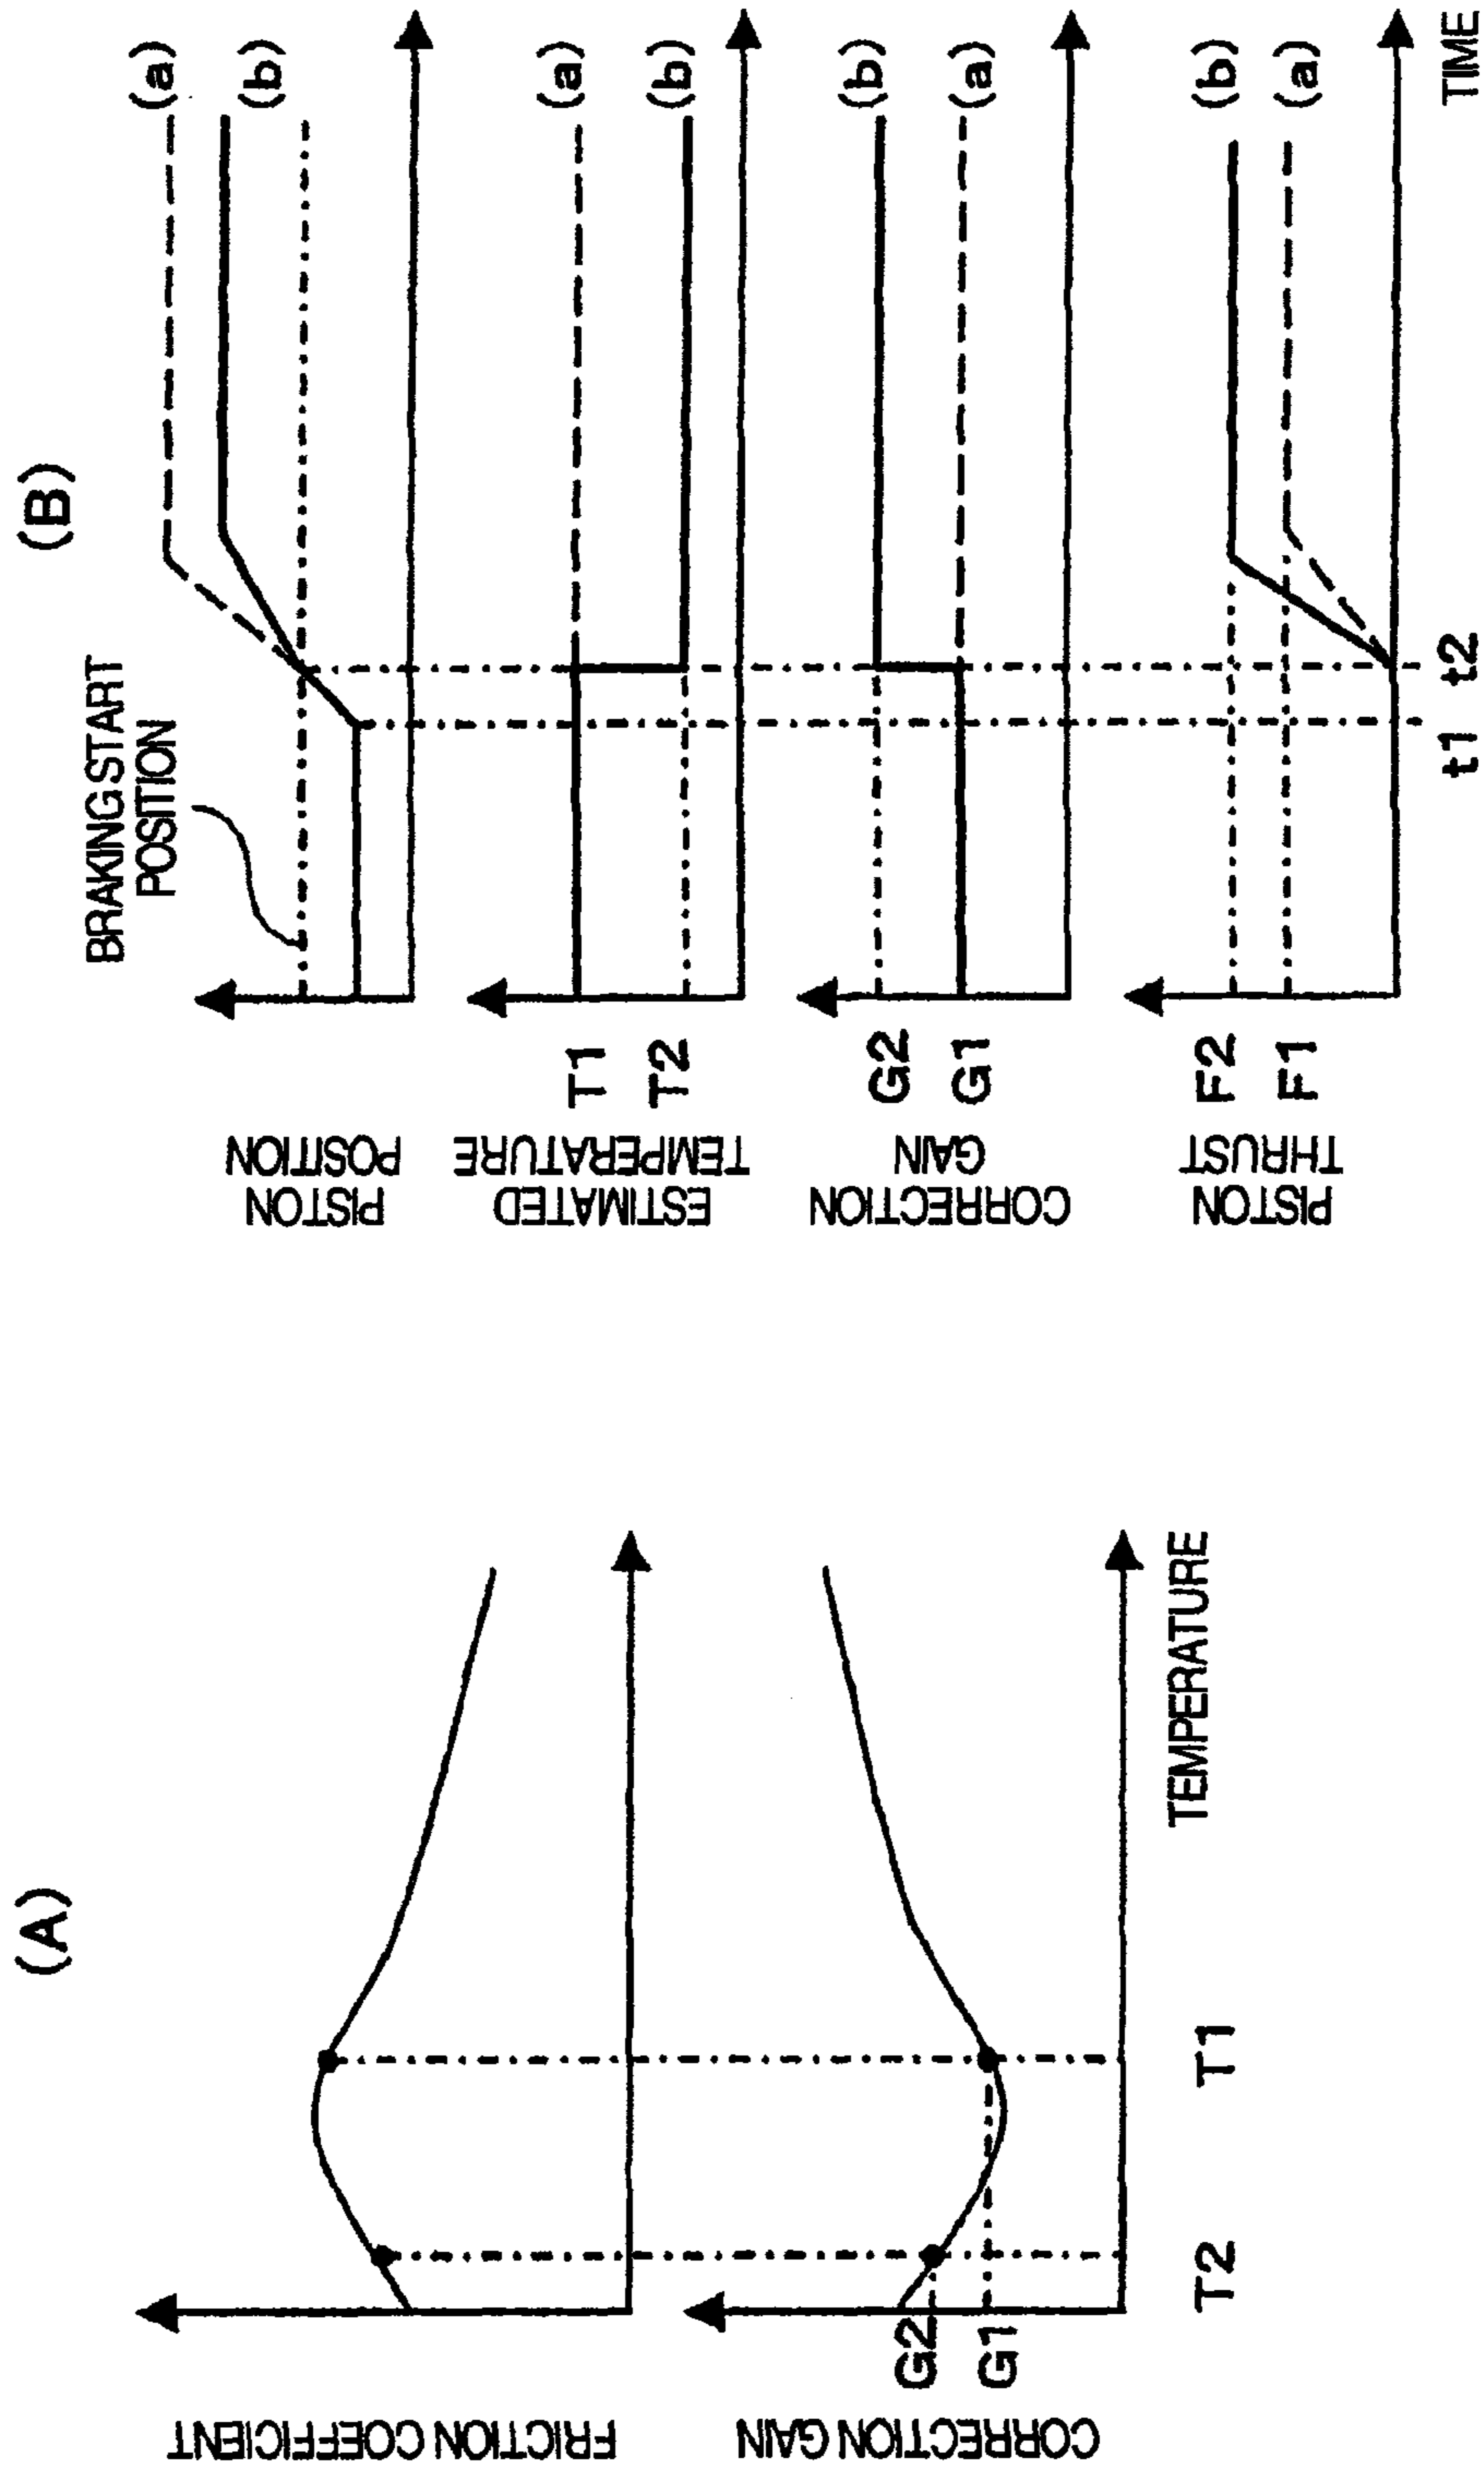 (A)
FRICTION COEFFICIENT
CORRECTION GAIN
G2
G1
T2
T1
TEMPERATURE
(B)
BRAKING START
POSITION
PISTON
POSITION
(a)
(b)
ESTIMATED
TEMPERATURE
T1
T2
(a)
(b)
CORRECTION
GAIN
G2
G1
(b)
(a)
PISTON
THRUST
F2
F1
(b)
(a)
t1
t2
TIME